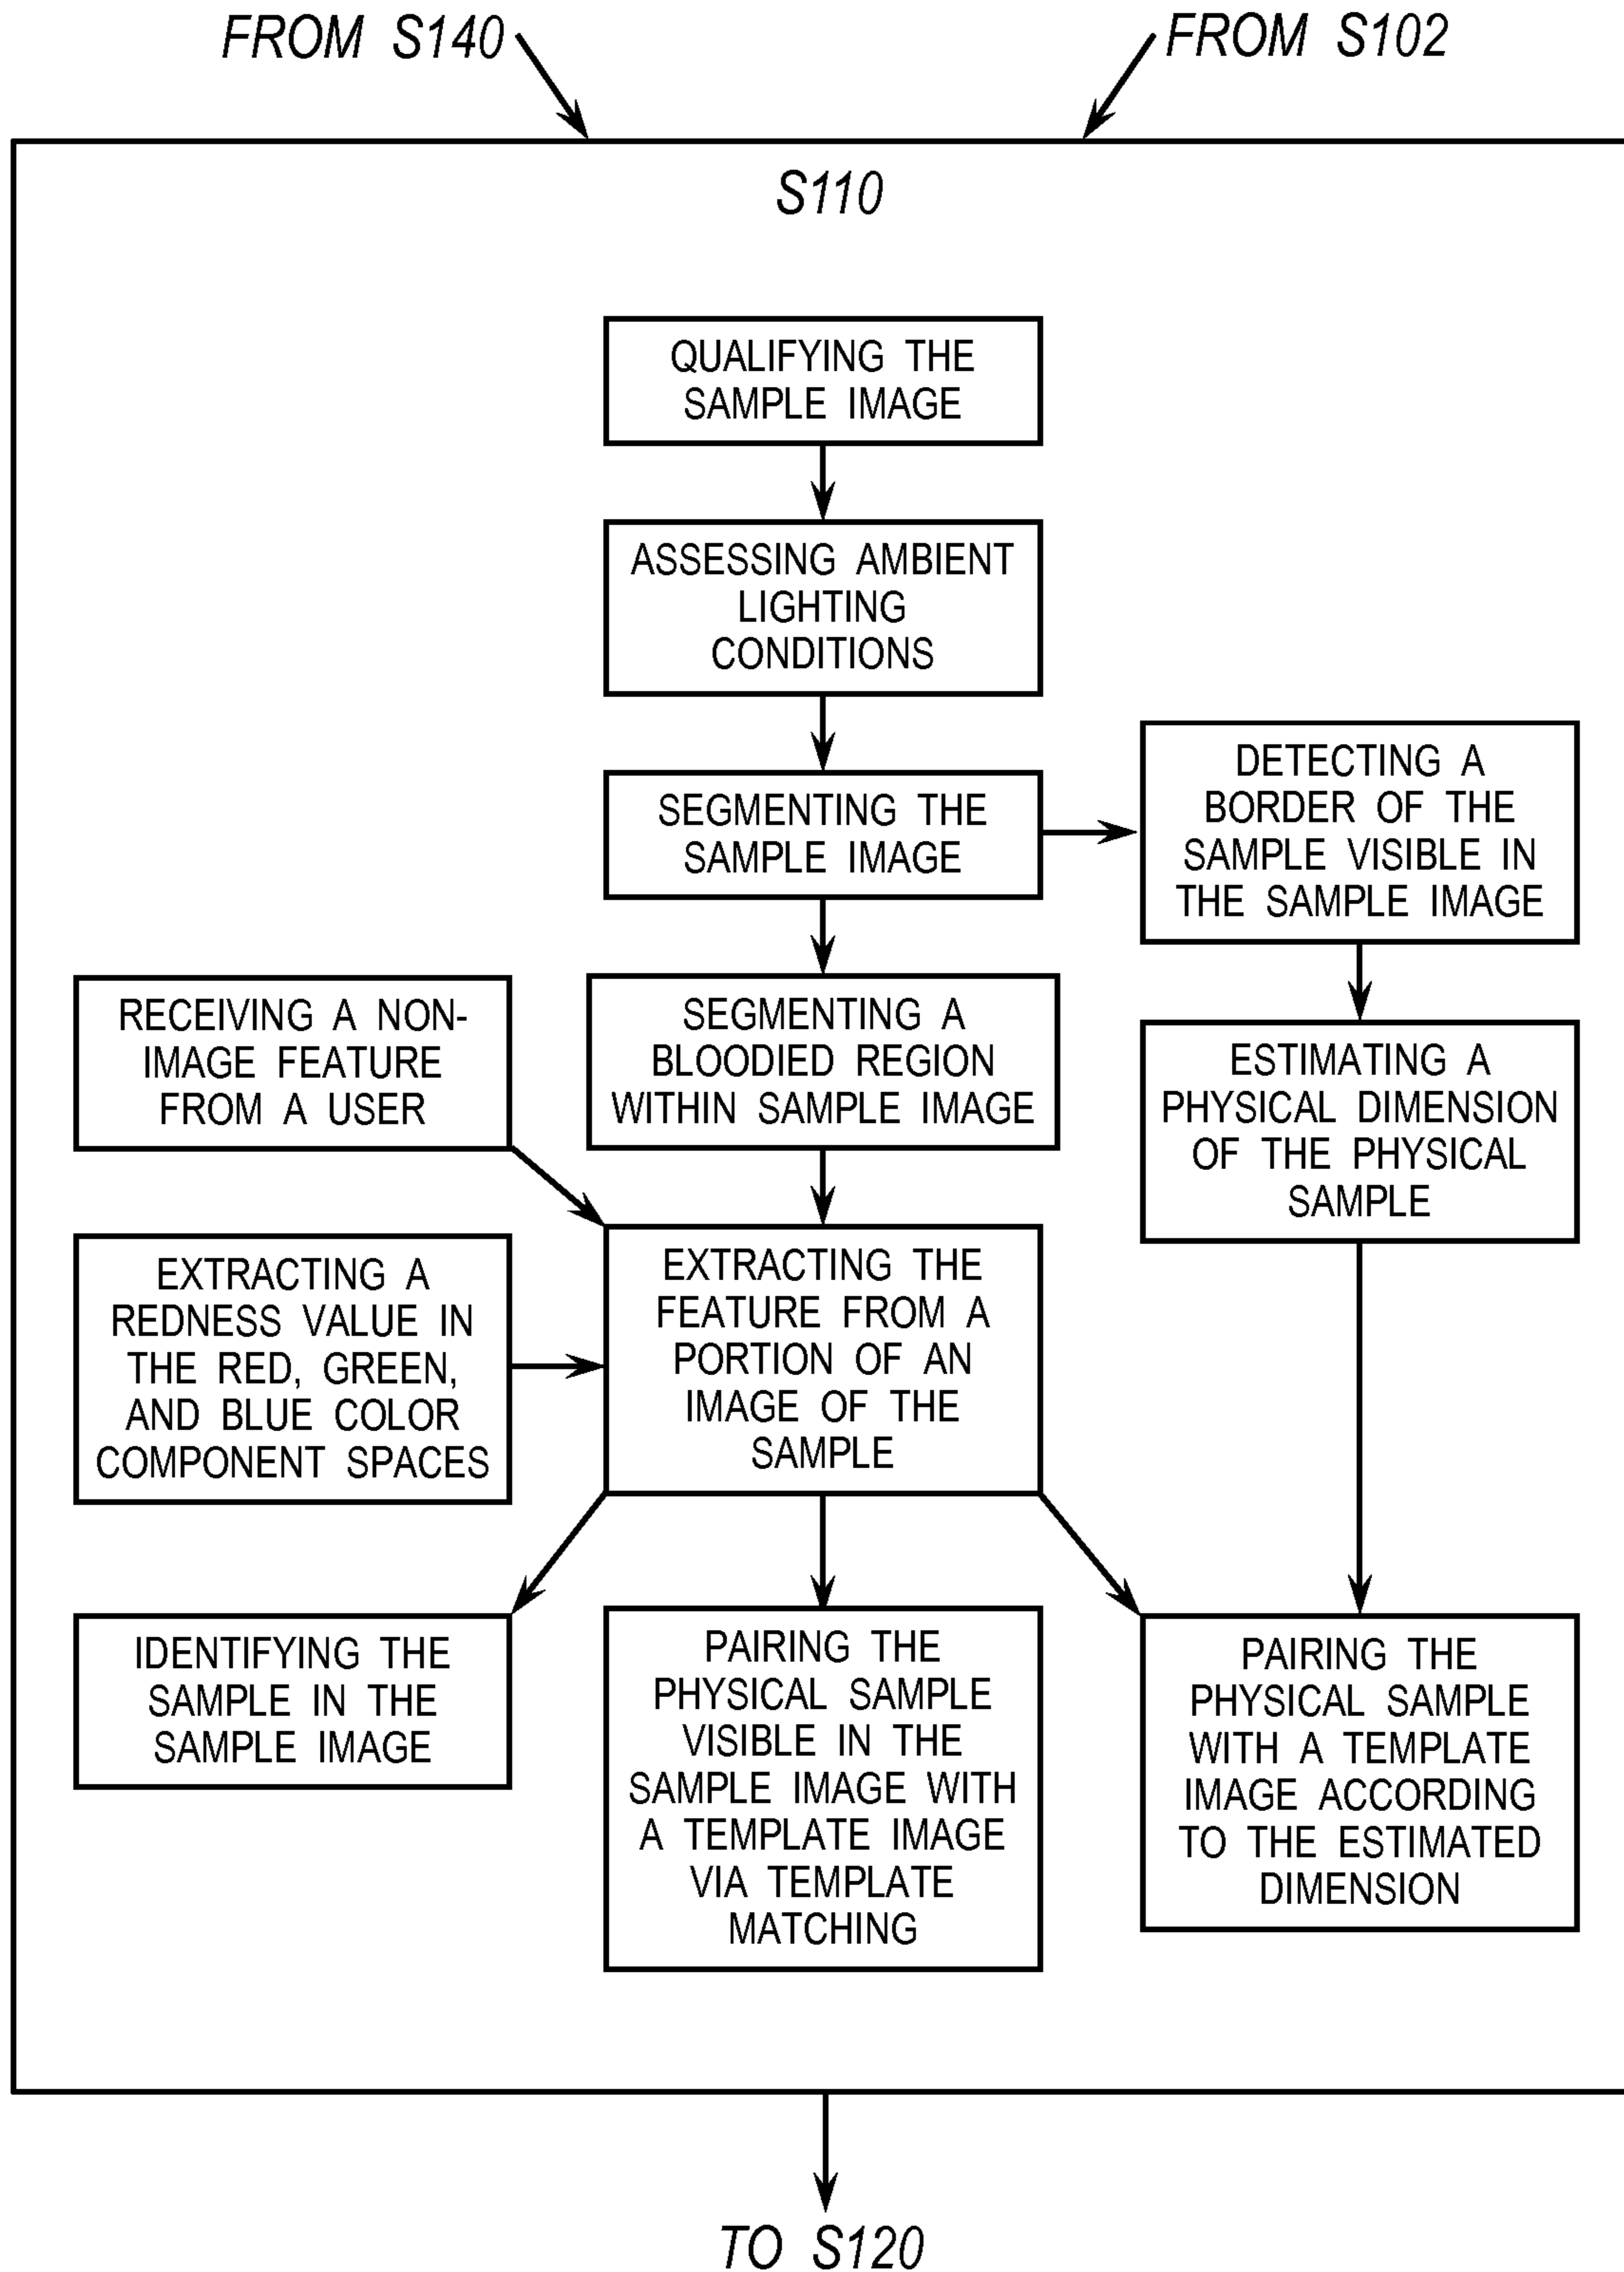 FROM S140
FROM S102
S110
QUALIFYING THE
SAMPLE IMAGE
ASSESSING AMBIENT
LIGHTING
CONDITIONS
SEGMENTING THE
SAMPLE IMAGE
DETECTING A
BORDER OF THE
SAMPLE VISIBLE IN
THE SAMPLE IMAGE
RECEIVING A NON-
IMAGE FEATURE
FROM A USER
SEGMENTING A
BLOODIED REGION
WITHIN SAMPLE IMAGE
ESTIMATING A
PHYSICAL DIMENSION
OF THE PHYSICAL
SAMPLE
EXTRACTING A
REDNESS VALUE IN
THE RED, GREEN,
AND BLUE COLOR
COMPONENT SPACES
EXTRACTING THE
FEATURE FROM A
PORTION OF AN
IMAGE OF THE
SAMPLE
IDENTIFYING THE
SAMPLE IN THE
SAMPLE IMAGE
PAIRING THE
PHYSICAL SAMPLE
VISIBLE IN THE
SAMPLE IMAGE WITH
A TEMPLATE IMAGE
VIA TEMPLATE
MATCHING
PAIRING THE
PHYSICAL SAMPLE
WITH A TEMPLATE
IMAGE ACCORDING
TO THE ESTIMATED
DIMENSION
TO S120